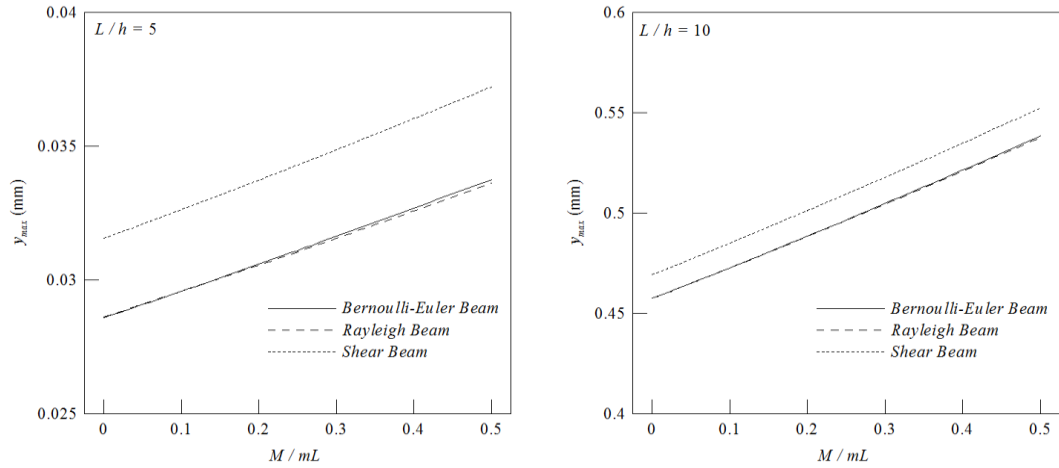 L / h = 5
0.04
0.035
0.03
0.025
y_max (mm)
Bernoulli-Euler Beam
Rayleigh Beam
Shear Beam
0 0.1 0.2 0.3 0.4 0.5
M / mL
L / h = 10
0.6
0.55
0.5
0.45
0.4
y_max (mm)
Bernoulli-Euler Beam
Rayleigh Beam
Shear Beam
0 0.1 0.2 0.3 0.4 0.5
M / mL